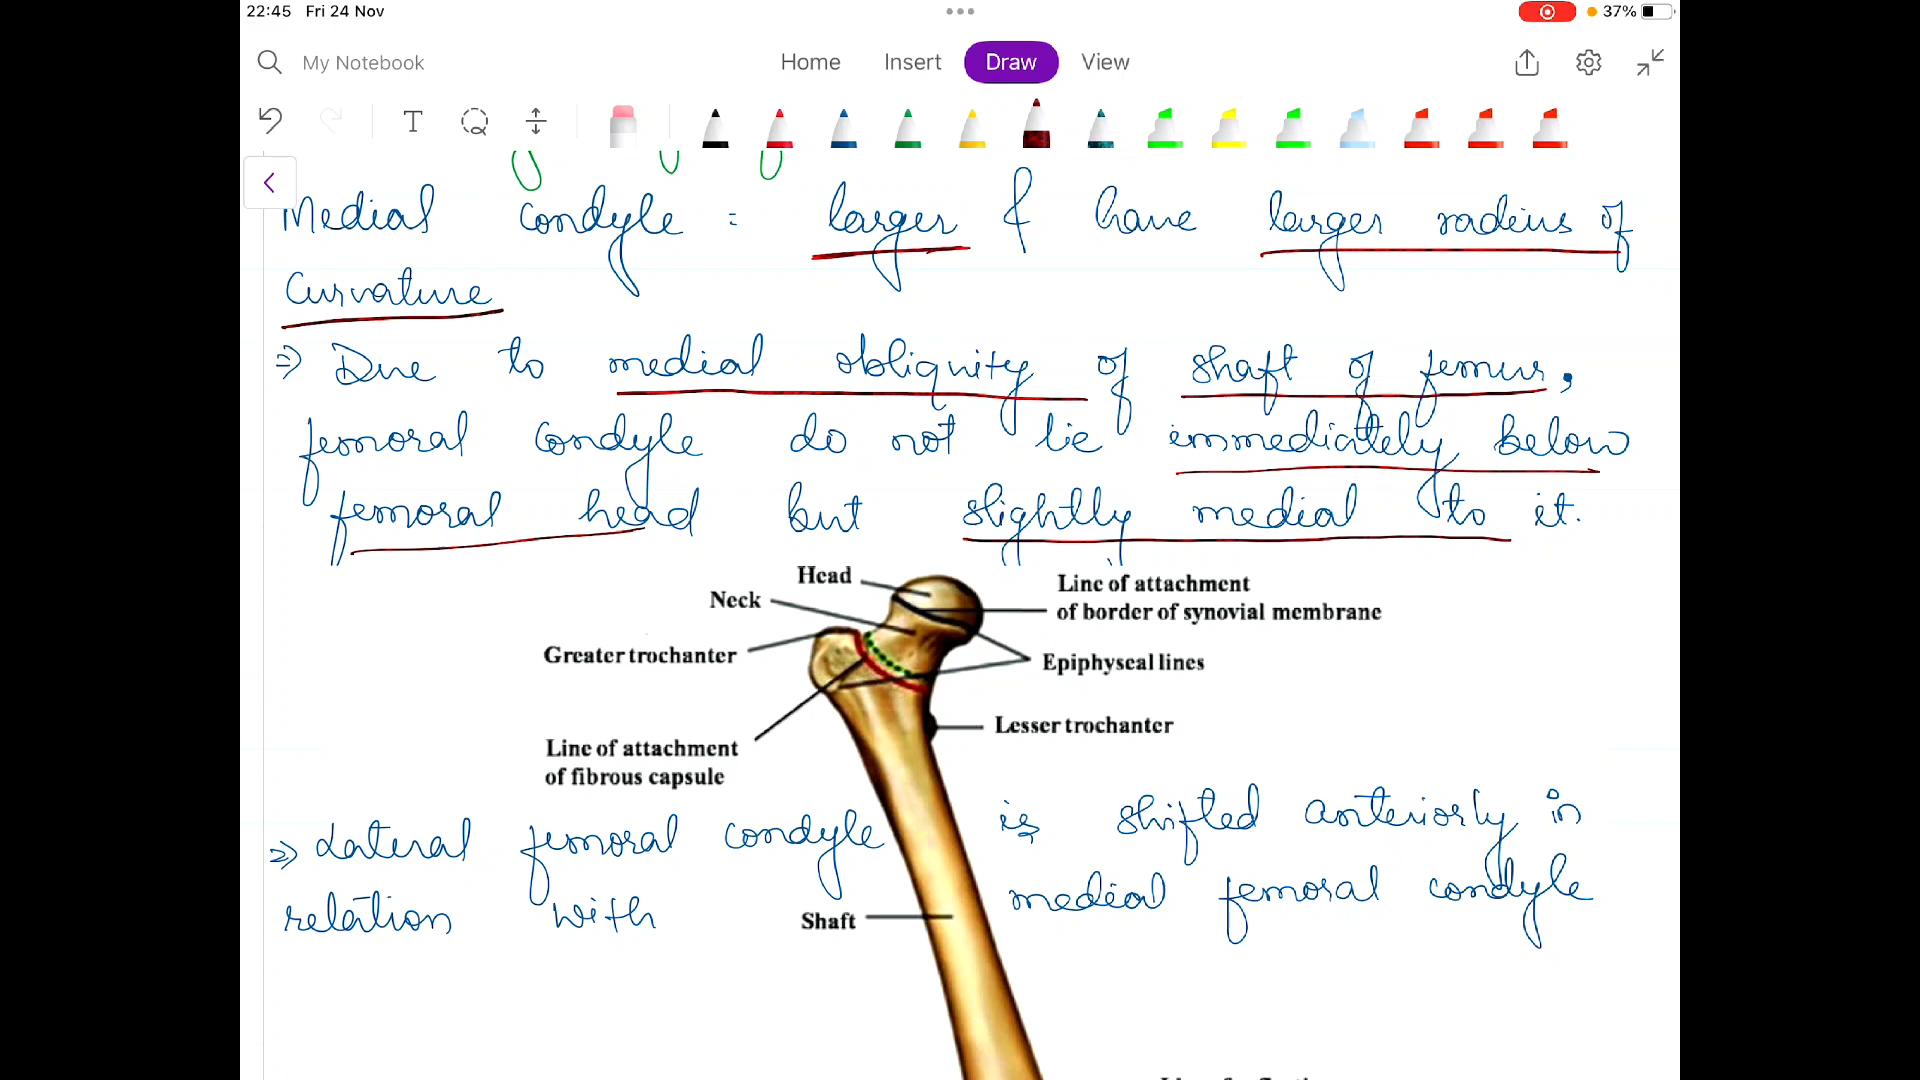 22:45 Fri 24 Nov
37%
My Notebook
Home Insert Draw View
T
Medial condyle : larger & have larger radius of
curvature
⇒ Due to medial obliquity of shaft of femur,
femoral condyle do not lie immediately below
femoral head but slightly medial to it.
Head
Neck
Greater trochanter
Line of attachment
of border of synovial membrane
Epiphyseal lines
Lesser trochanter
Line of attachment
of fibrous capsule
⇒ Lateral femoral condyle is shifted anteriorly in
relation with medial femoral condyle
Shaft